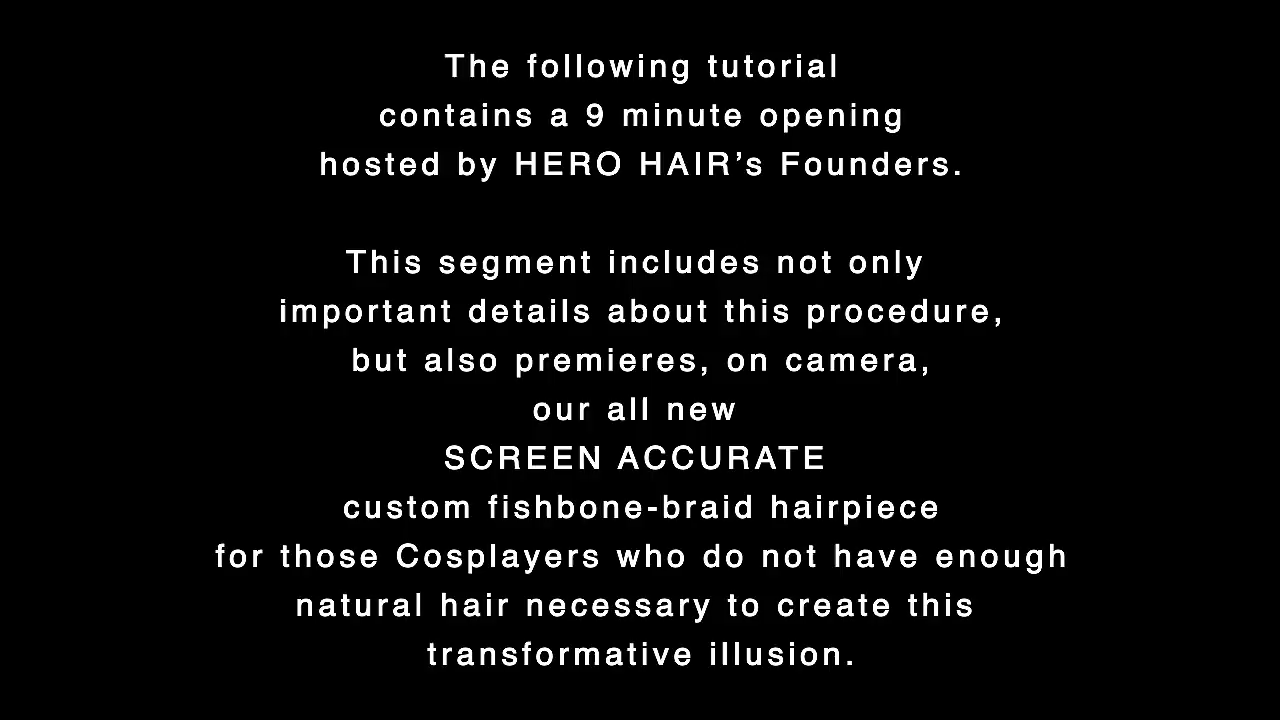 The following tutorial
contains a 9 minute opening
hosted by HERO HAIR’s Founders.
This segment includes not only
important details about this procedure,
but also premieres, on camera,
our all new
SCREEN ACCURATE
custom fishbone-braid hairpiece
for those Cosplayers who do not have enough
natural hair necessary to create this
transformative illusion.